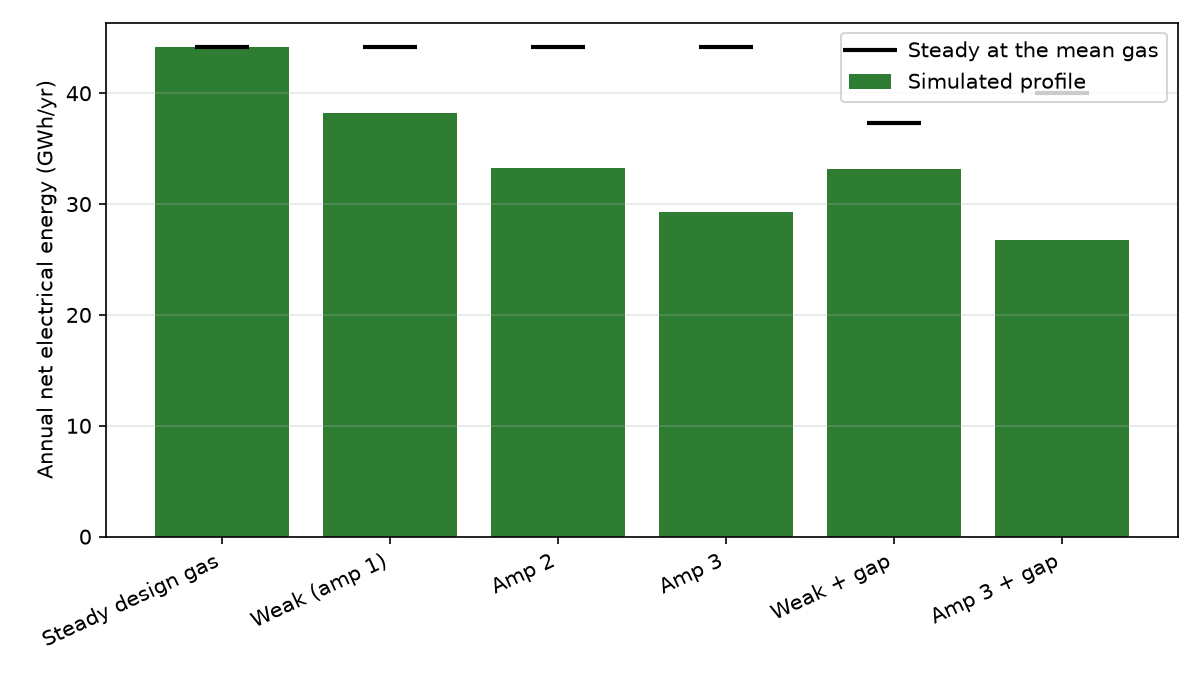 Steady at the mean gas
Simulated profile
Annual net electrical energy (GWh/yr)
40
30
20
10
0
Steady design gas
Weak (amp 1)
Amp 2
Amp 3
Weak + gap
Amp 3 + gap